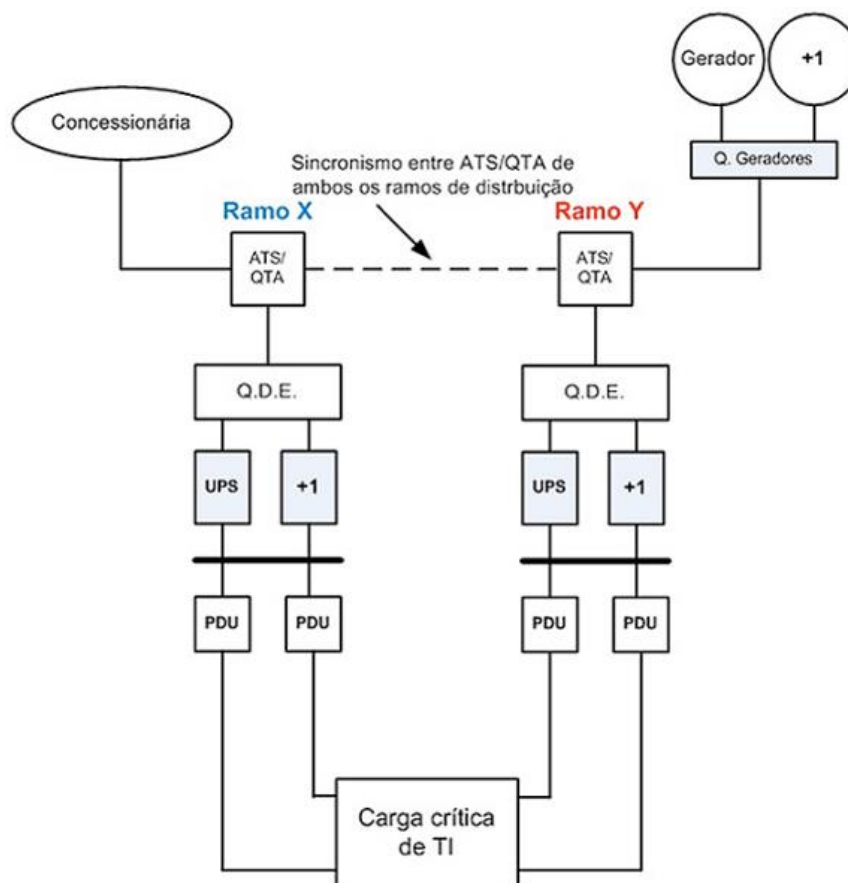 Gerador
+1
Concessionária
Q. Geradores
Sincronismo entre ATS/QTA de
ambos os ramos de distrbuição
Ramo X
Ramo Y
ATS/
QTA
ATS/
QTA
Q.D.E.
Q.D.E.
UPS
+1
UPS
+1
PDU
PDU
PDU
PDU
Carga crítica
de TI